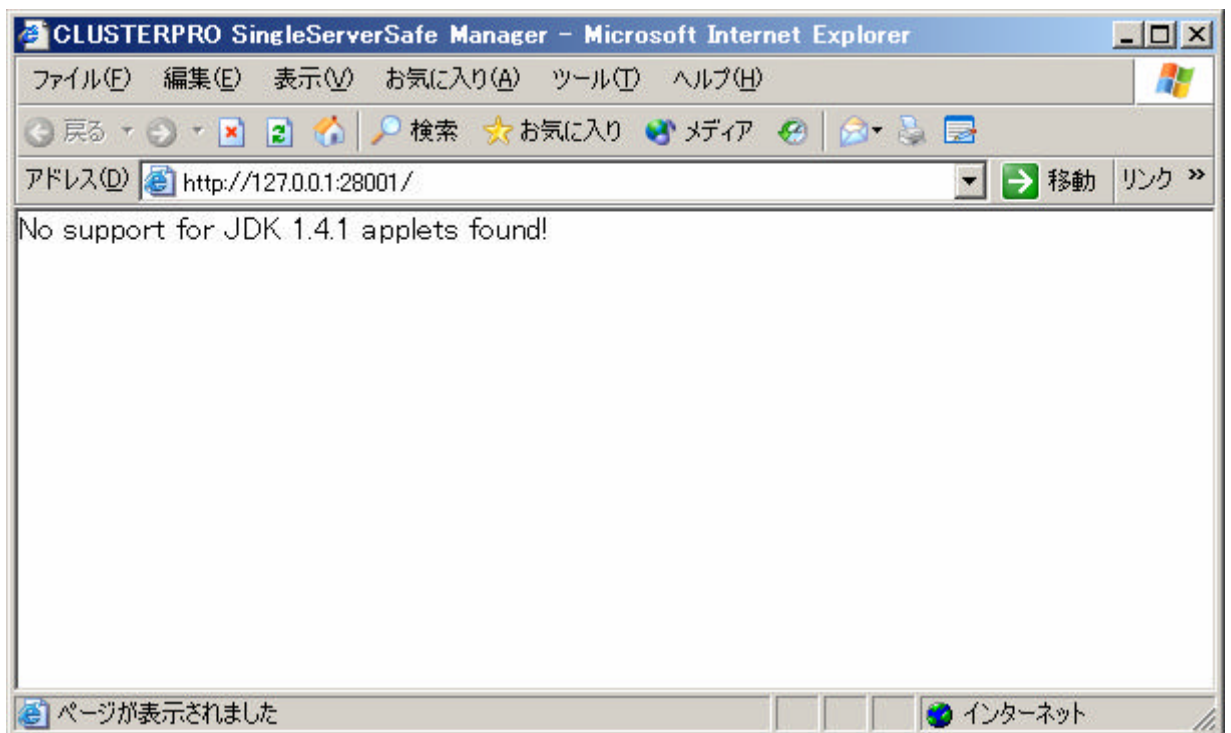 CLUSTERPRO SingleServerSafe Manager - Microsoft Internet Explorer
ファイル(F) 編集(E) 表示(V) お気に入り(A) ツール(T) ヘルプ(H)
戻る 検索 お気に入り メディア
アドレス(D) http://127.0.0.1:28001/ 移動 リンク »
No support for JDK 1.4.1 applets found!
ページが表示されました インターネット